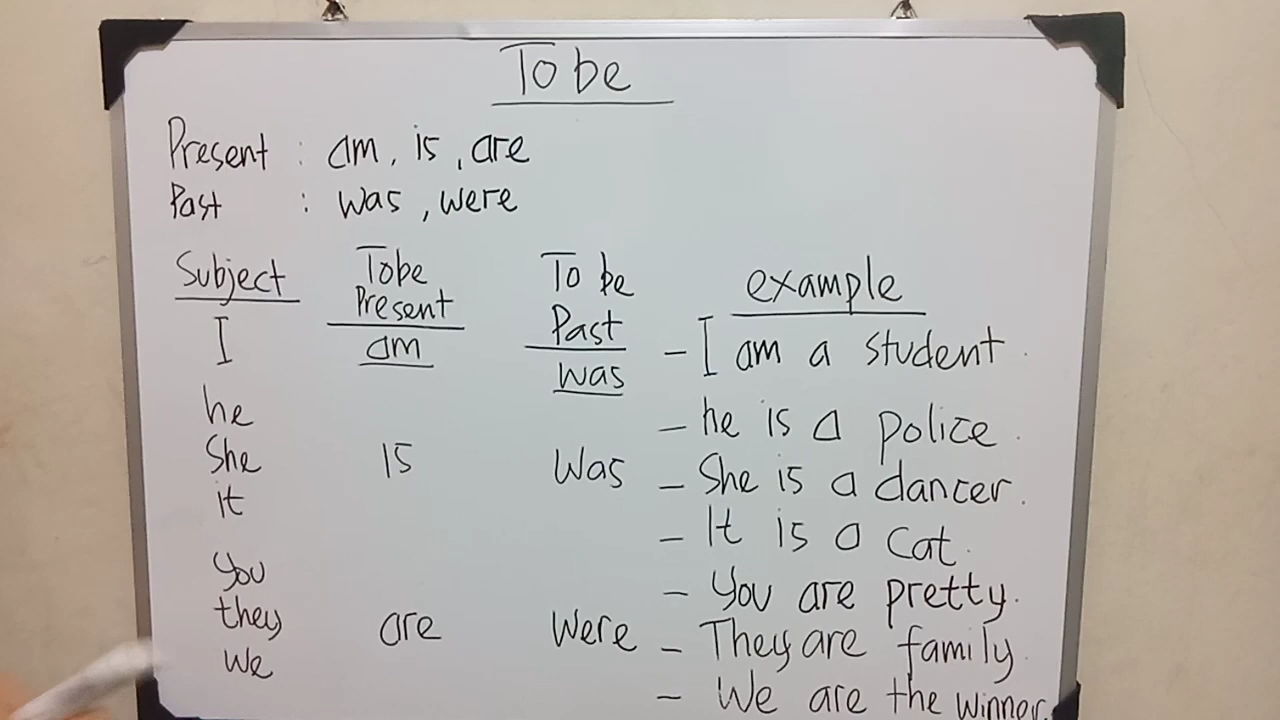 To be
Present : am, is, are
Past : was, were
Subject Tobe Present To be Past example
I am was - I am a student.
he - he is a police.
She is was - She is a dancer.
it - It is a cat.
you - You are pretty.
they are were - They are family.
we - We are the winner.